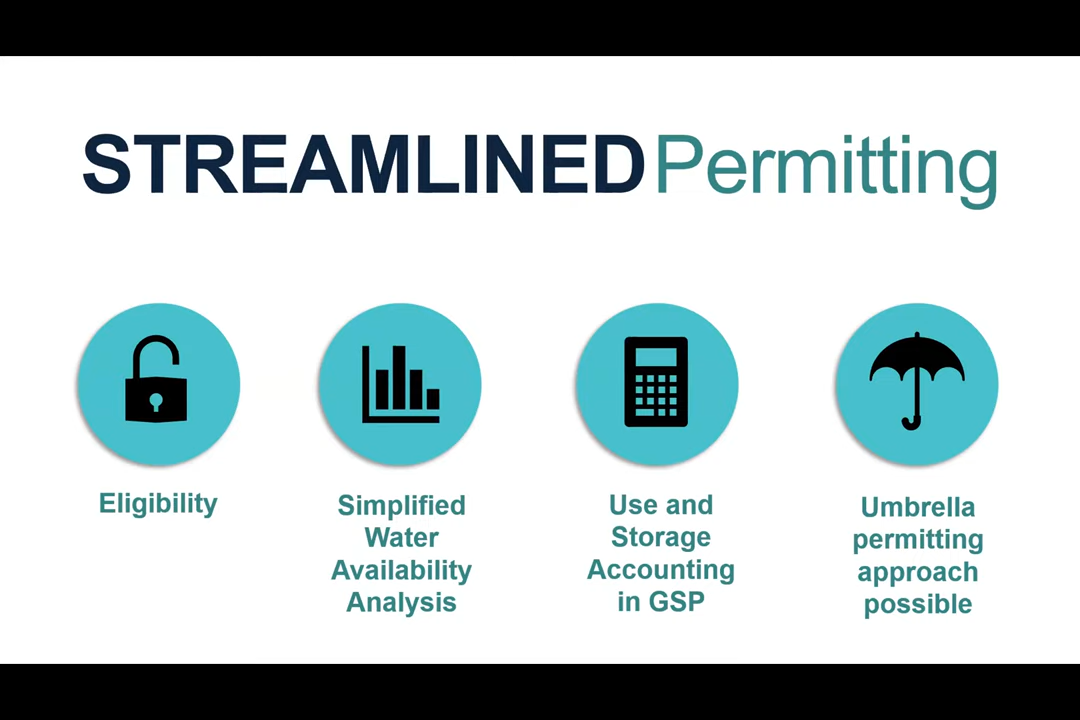 STREAMLINED Permitting
Eligibility
Simplified
Water
Availability
Analysis
Use and
Storage
Accounting
in GSP
Umbrella
permitting
approach
possible